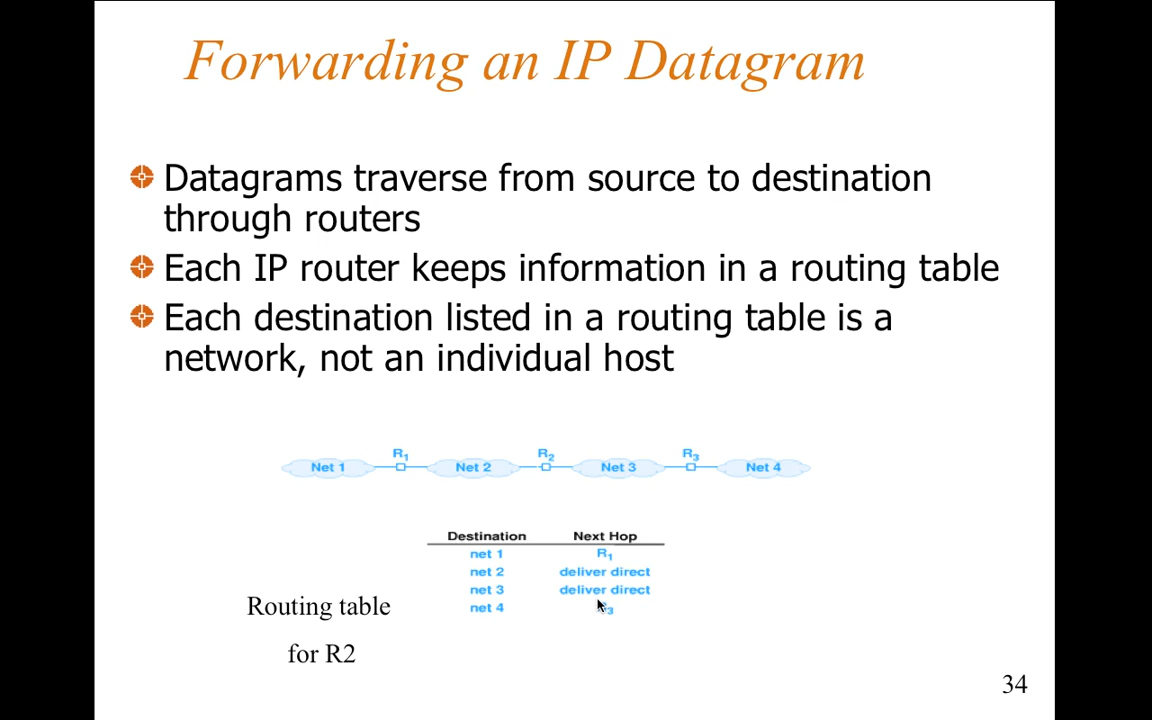 Forwarding an IP Datagram
Datagrams traverse from source to destination
through routers
Each IP router keeps information in a routing table
Each destination listed in a routing table is a
network, not an individual host
R1 R2 R3
Net 1 Net 2 Net 3 Net 4
Destination Next Hop
net 1 R1
net 2 deliver direct
net 3 deliver direct
net 4
Routing table
for R2
34